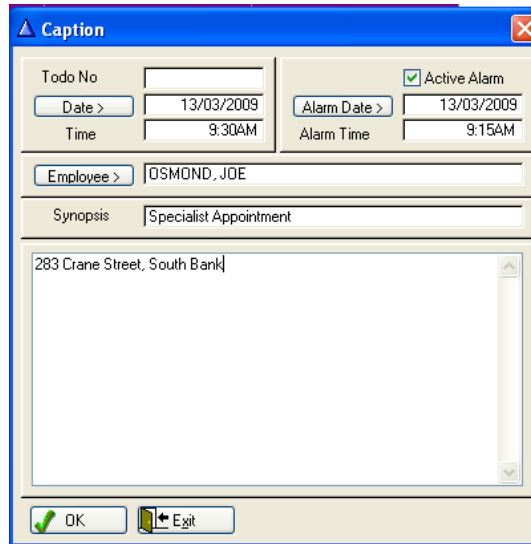 Caption
Todo No
Active Alarm
Date > 13/03/2009 Alarm Date > 13/03/2009
Time 9:30AM Alarm Time 9:15AM
Employee > OSMOND, JOE
Synopsis Specialist Appointment
283 Crane Street, South Bank
OK Exit